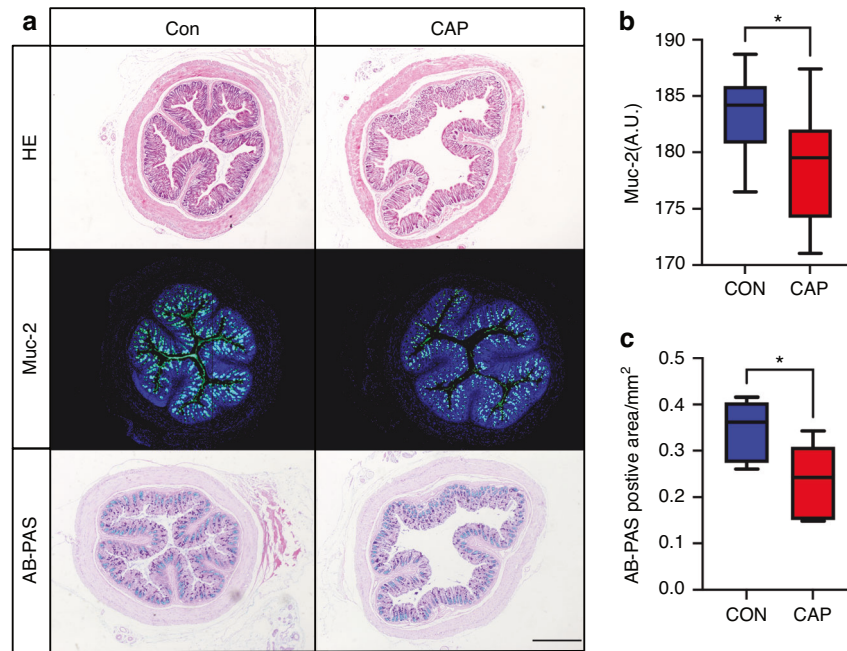 a
Con
CAP
HE
Muc-2
AB-PAS
b
*
190
185
180
175
170
Muc-2(A.U.)
CON
CAP
c
*
0.5
0.4
0.3
0.2
0.1
0.0
AB-PAS postive area/mm²
CON
CAP